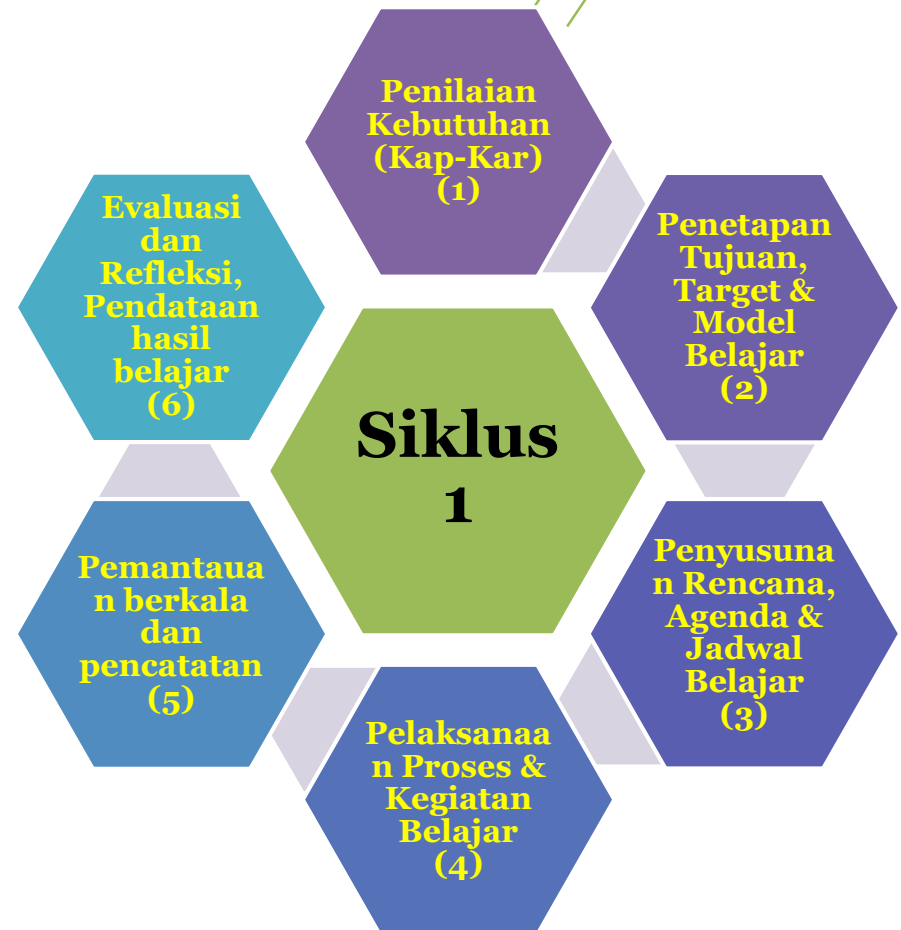 Penilaian
Kebutuhan
(Kap-Kar)
(1)
Penetapan
Tujuan,
Target &
Model
Belajar
(2)
Penyusuna
n Rencana,
Agenda &
Jadwal
Belajar
(3)
Pelaksanaa
n Proses &
Kegiatan
Belajar
(4)
Pemantaua
n berkala
dan
pencatatan
(5)
Evaluasi
dan
Refleksi,
Pendataan
hasil
belajar
(6)
Siklus
1